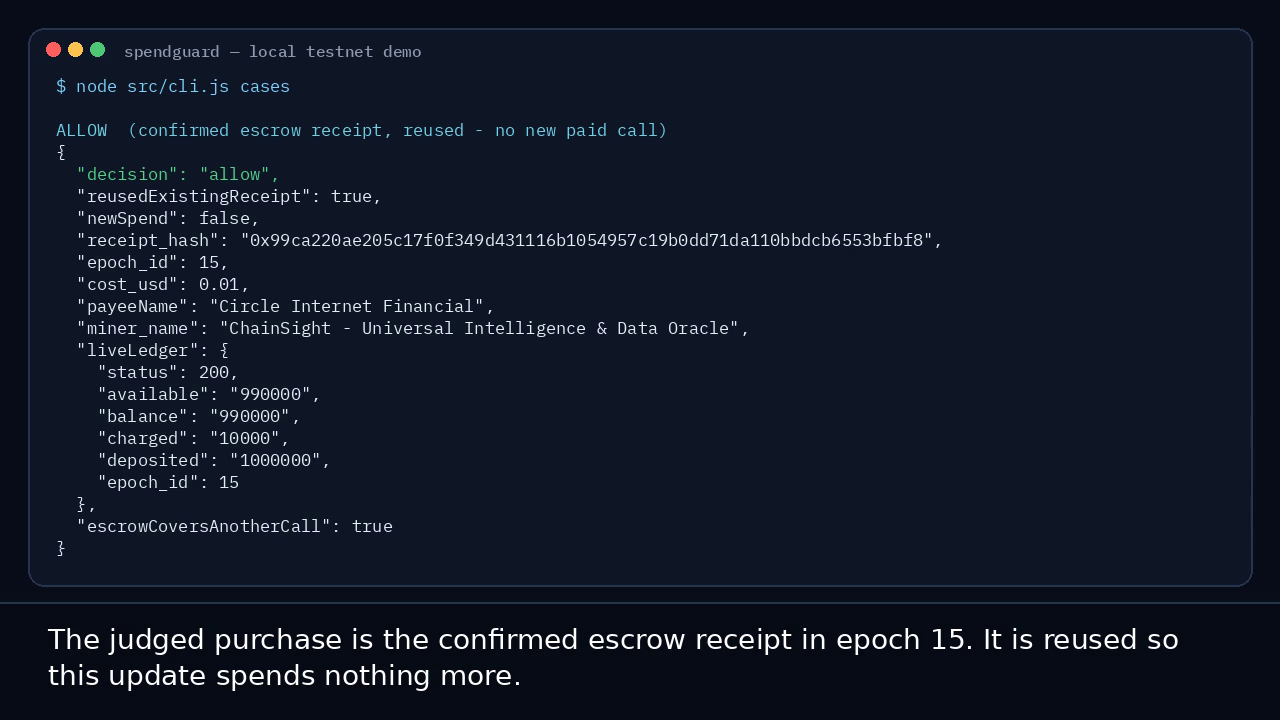 spendguard — local testnet demo
$ node src/cli.js cases
ALLOW  (confirmed escrow receipt, reused - no new paid call)
{
  "decision": "allow",
  "reusedExistingReceipt": true,
  "newSpend": false,
  "receipt_hash": "0x99ca220ae205c17f0f349d431116b1054957c19b0dd71da110bbdcb6553bfbf8",
  "epoch_id": 15,
  "cost_usd": 0.01,
  "payeeName": "Circle Internet Financial",
  "miner_name": "ChainSight - Universal Intelligence & Data Oracle",
  "liveLedger": {
    "status": 200,
    "available": "990000",
    "balance": "990000",
    "charged": "10000",
    "deposited": "1000000",
    "epoch_id": 15
  },
  "escrowCoversAnotherCall": true
}
The judged purchase is the confirmed escrow receipt in epoch 15. It is reused so
this update spends nothing more.